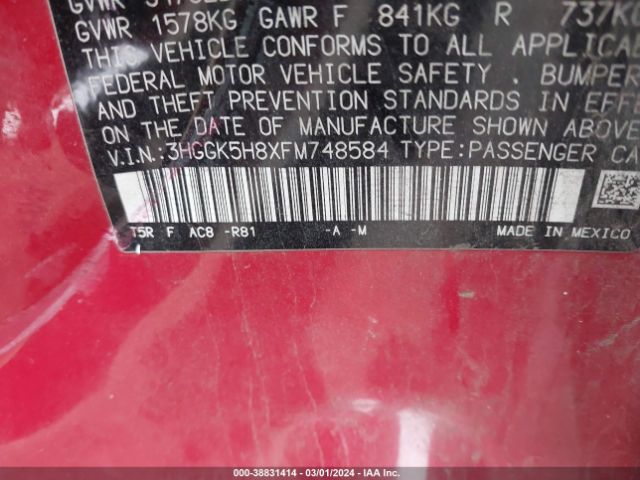 GVWR 1578KG GAWR F 841KG R 737KG
THIS VEHICLE CONFORMS TO ALL APPLICA
FEDERAL MOTOR VEHICLE SAFETY , BUMPER
AND THEFT PREVENTION STANDARDS IN EFFE
ON THE DATE OF MANUFACTURE SHOWN ABOVE
V.I.N.:3HGGK5H8XFM748584 TYPE:PASSENGER CA
T5R F AC8 -R81 -A -M MADE IN MEXICO
000-38831414 / 03/01/2024 / IAA Inc.